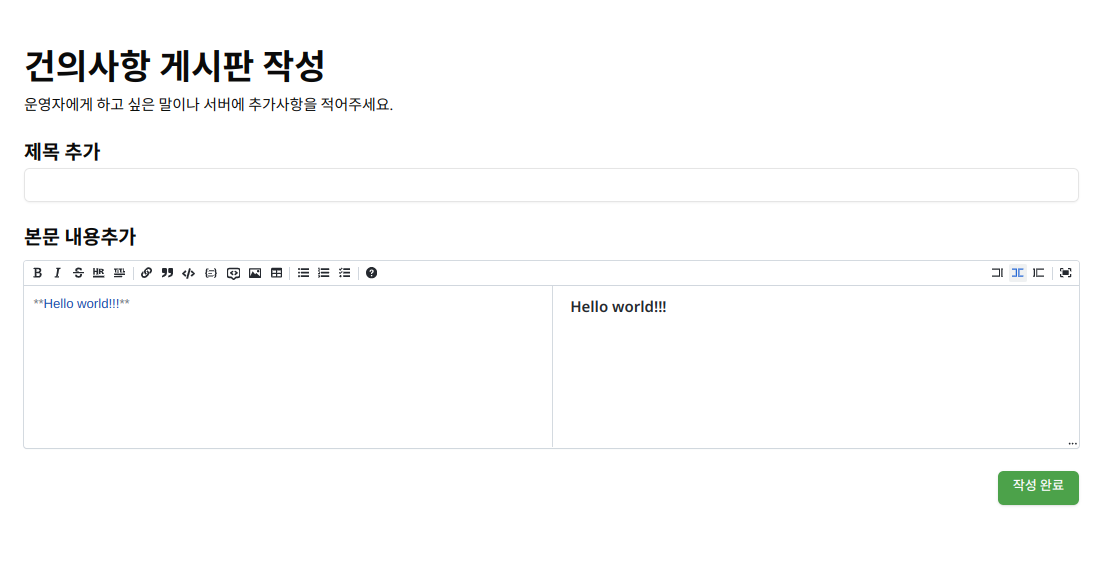 건의사항 게시판 작성
운영자에게 하고 싶은 말이나 서버에 추가사항을 적어주세요.
제목 추가
본문 내용추가
**Hello world!!!**
Hello world!!!
작성 완료